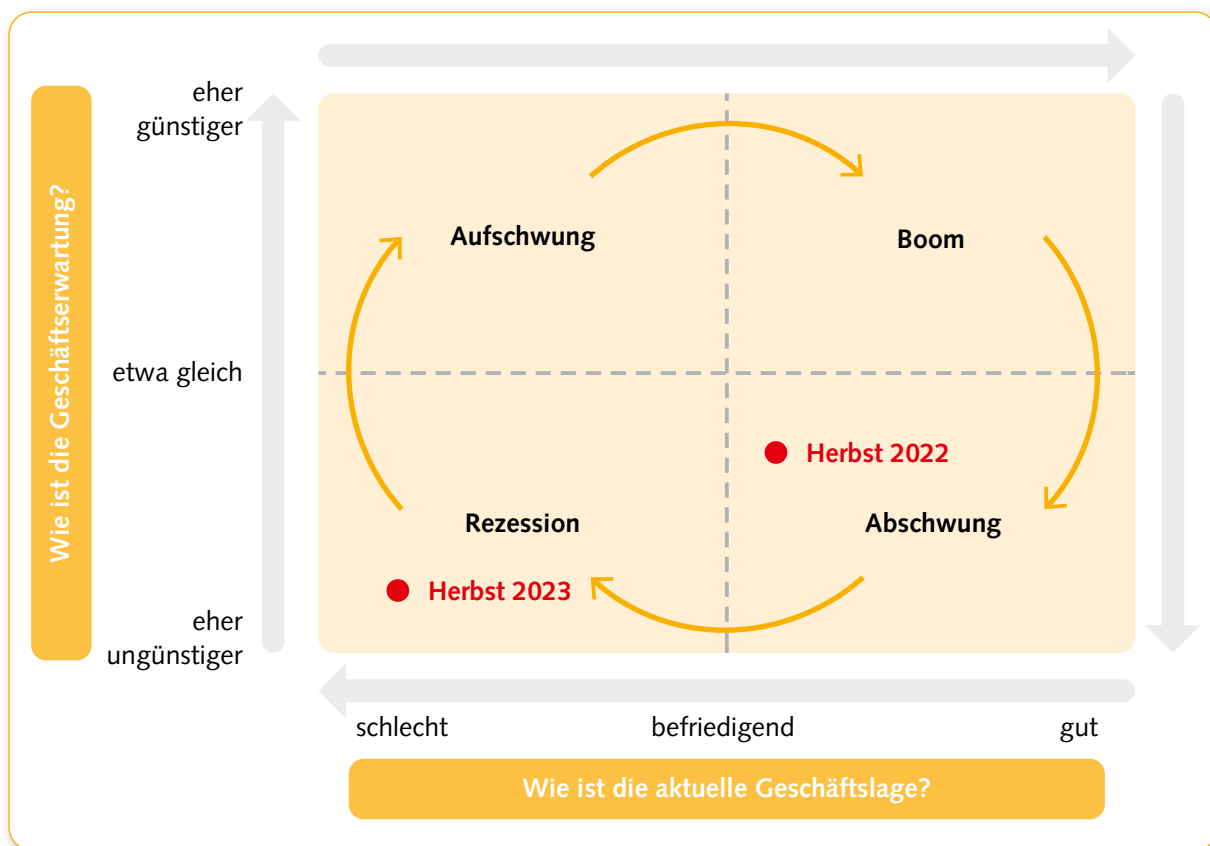 eher
günstiger
Wie ist die Geschäftserwartung?
Aufschwung
Boom
etwa gleich
Herbst 2022
Rezession
Abschwung
Herbst 2023
eher
ungünstiger
schlecht
befriedigend
gut
Wie ist die aktuelle Geschäftslage?